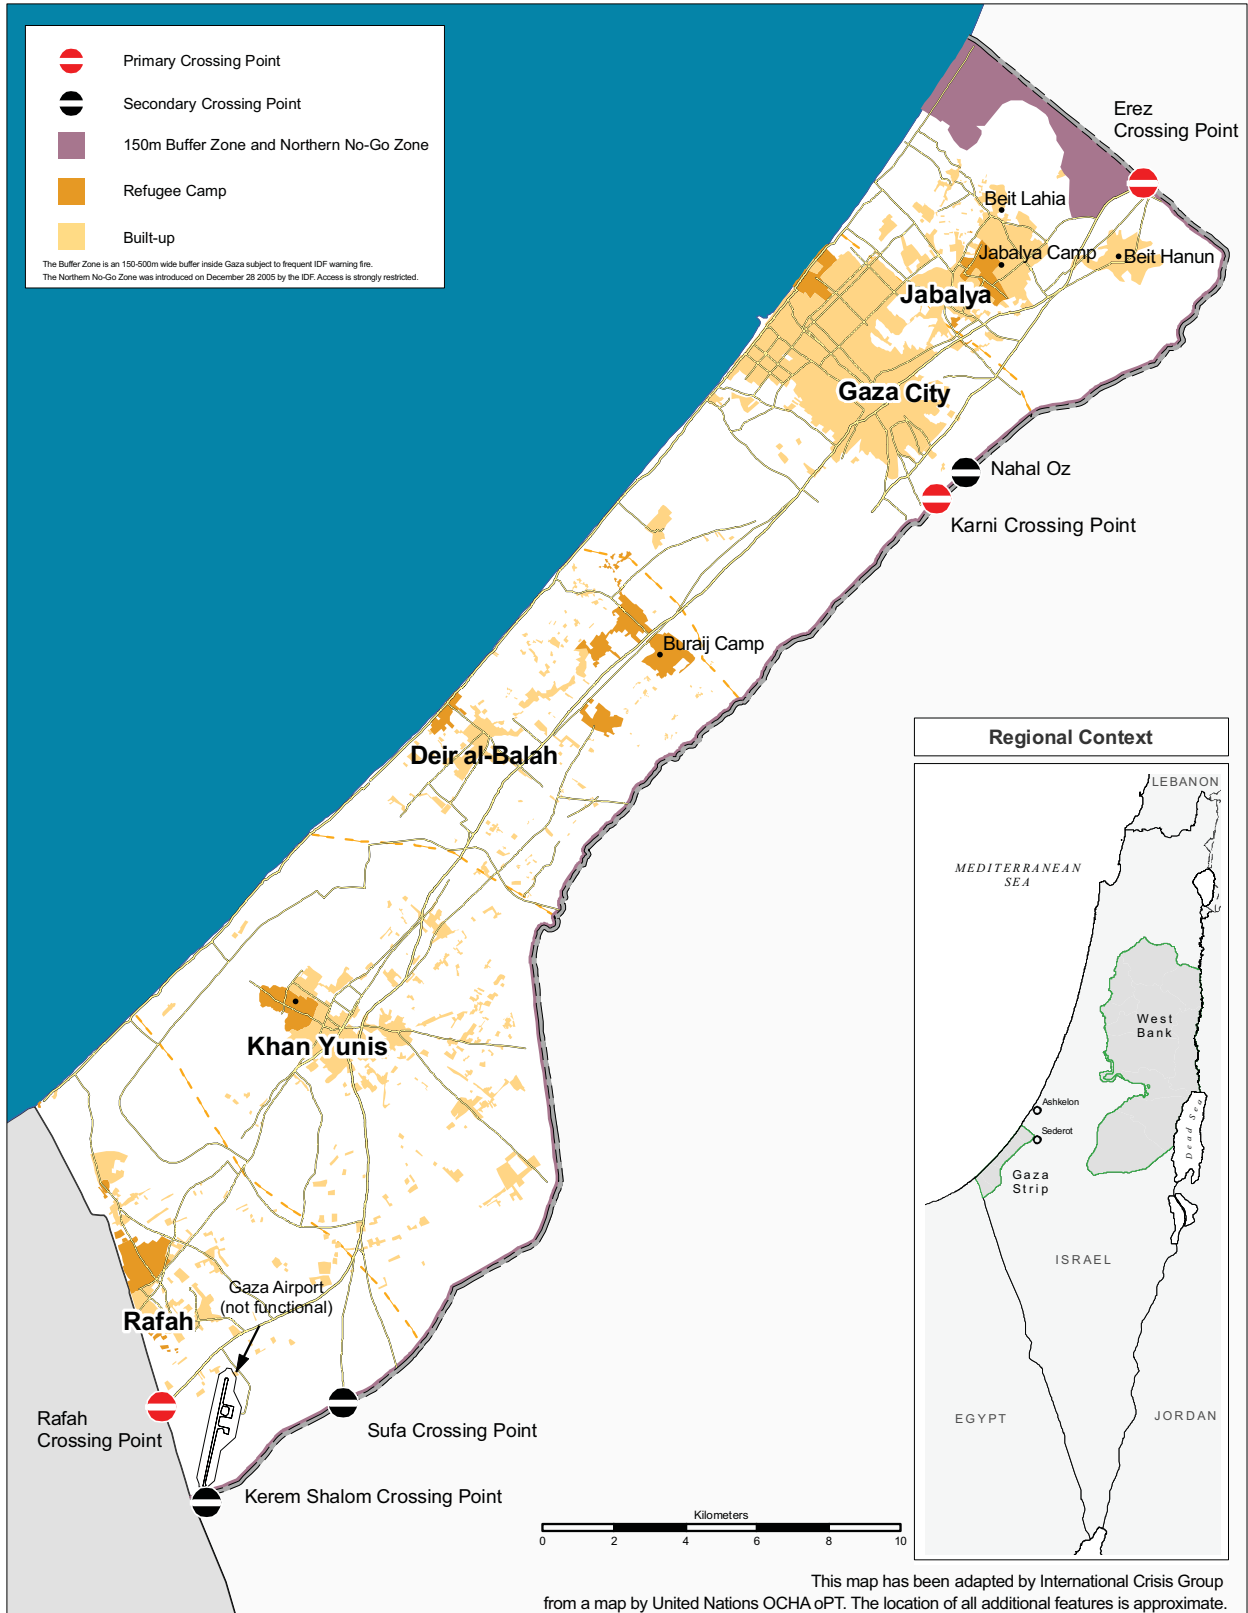 Primary Crossing Point
Secondary Crossing Point
150m Buffer Zone and Northern No-Go Zone
Refugee Camp
Built-up
The Buffer Zone is an 150-500m wide buffer inside Gaza subject to frequent IDF warning fire.
The Northern No-Go Zone was introduced on December 28 2005 by the IDF. Access is strongly restricted.
Erez
Crossing Point
Beit Lahia
Jabalya Camp
Beit Hanun
Jabalya
Gaza City
Nahal Oz
Karni Crossing Point
Buraij Camp
Deir al-Balah
Khan Yunis
Gaza Airport
(not functional)
Rafah
Rafah
Crossing Point
Sufa Crossing Point
Kerem Shalom Crossing Point
Regional Context
LEBANON
MEDITERRANEAN
SEA
West
Bank
Ashkelon
Sederot
Dead Sea
Gaza
Strip
ISRAEL
EGYPT
JORDAN
Kilometers
0 2 4 6 8 10
This map has been adapted by International Crisis Group
from a map by United Nations OCHA oPT. The location of all additional features is approximate.